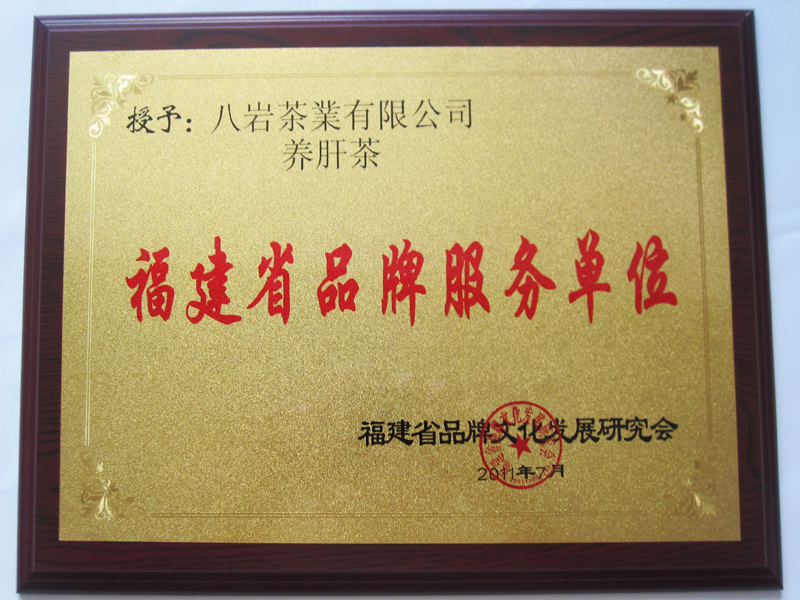 授予：八岩茶業有限公司
养肝茶
福建省品牌服务单位
福建省品牌文化发展研究会
2011年7月